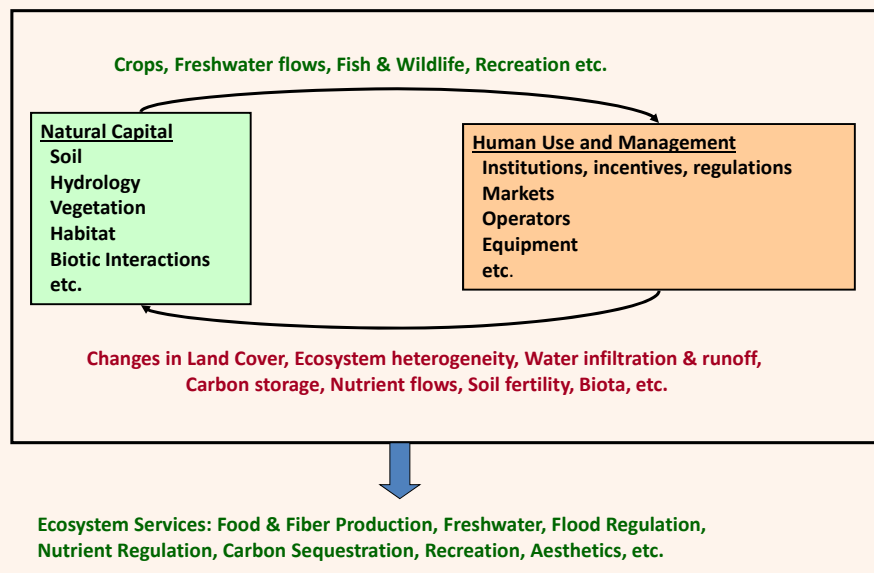 Crops, Freshwater flows, Fish & Wildlife, Recreation etc.
Natural Capital
Soil
Hydrology
Vegetation
Habitat
Biotic Interactions
etc.
Human Use and Management
Institutions, incentives, regulations
Markets
Operators
Equipment
etc.
Changes in Land Cover, Ecosystem heterogeneity, Water infiltration & runoff,
Carbon storage, Nutrient flows, Soil fertility, Biota, etc.
Ecosystem Services: Food & Fiber Production, Freshwater, Flood Regulation,
Nutrient Regulation, Carbon Sequestration, Recreation, Aesthetics, etc.